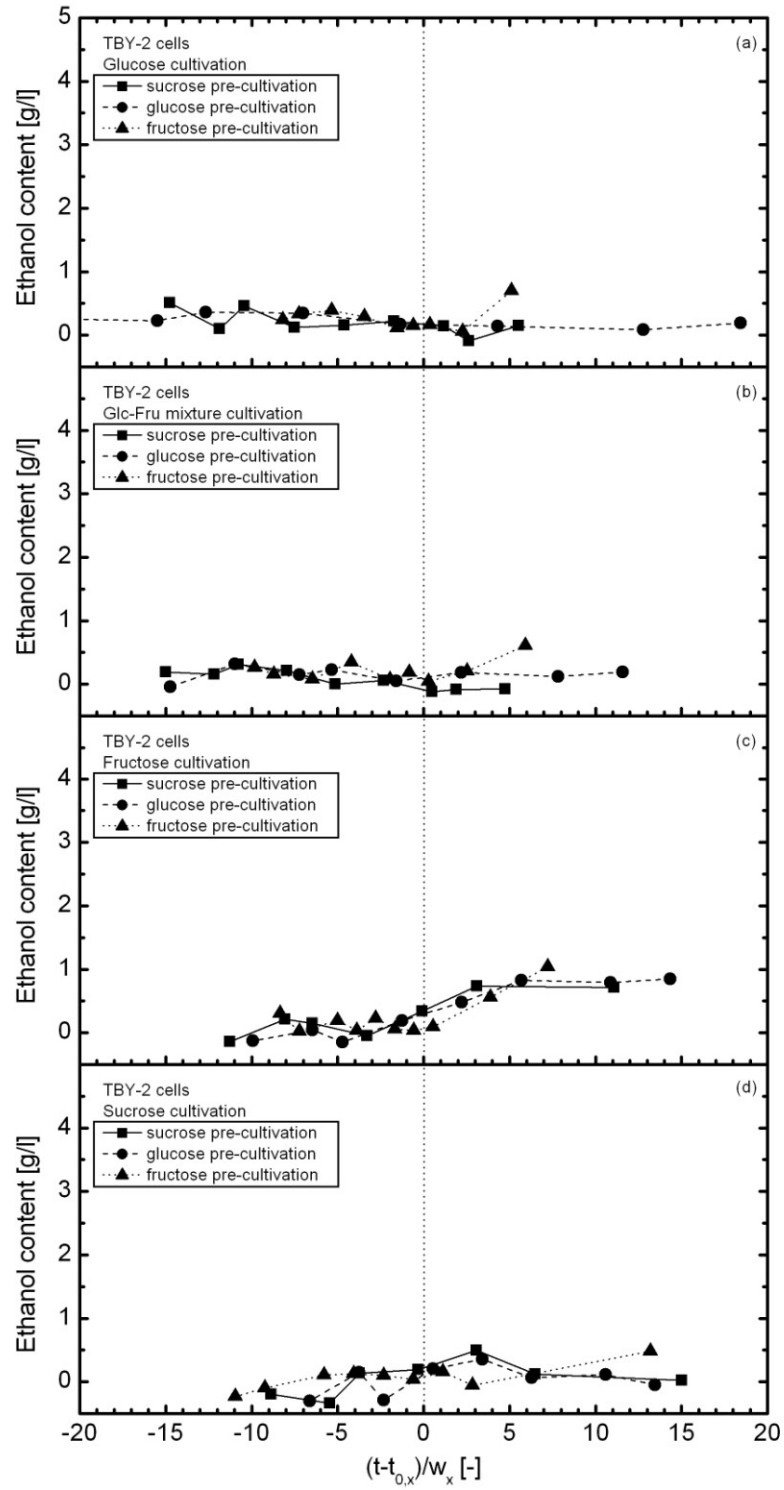 5
TBY-2 cells
(a)
Glucose cultivation
sucrose pre-cultivation
glucose pre-cultivation
fructose pre-cultivation
4
3
2
1
0
Ethanol content [g/l]
TBY-2 cells
(b)
Glc-Fru mixture cultivation
sucrose pre-cultivation
glucose pre-cultivation
fructose pre-cultivation
4
3
2
1
0
Ethanol content [g/l]
TBY-2 cells
(c)
Fructose cultivation
sucrose pre-cultivation
glucose pre-cultivation
fructose pre-cultivation
4
3
2
1
0
Ethanol content [g/l]
TBY-2 cells
(d)
Sucrose cultivation
sucrose pre-cultivation
glucose pre-cultivation
fructose pre-cultivation
4
3
2
1
0
Ethanol content [g/l]
-20 -15 -10 -5 0 5 10 15 20
(t-t0,x)/wx [-]